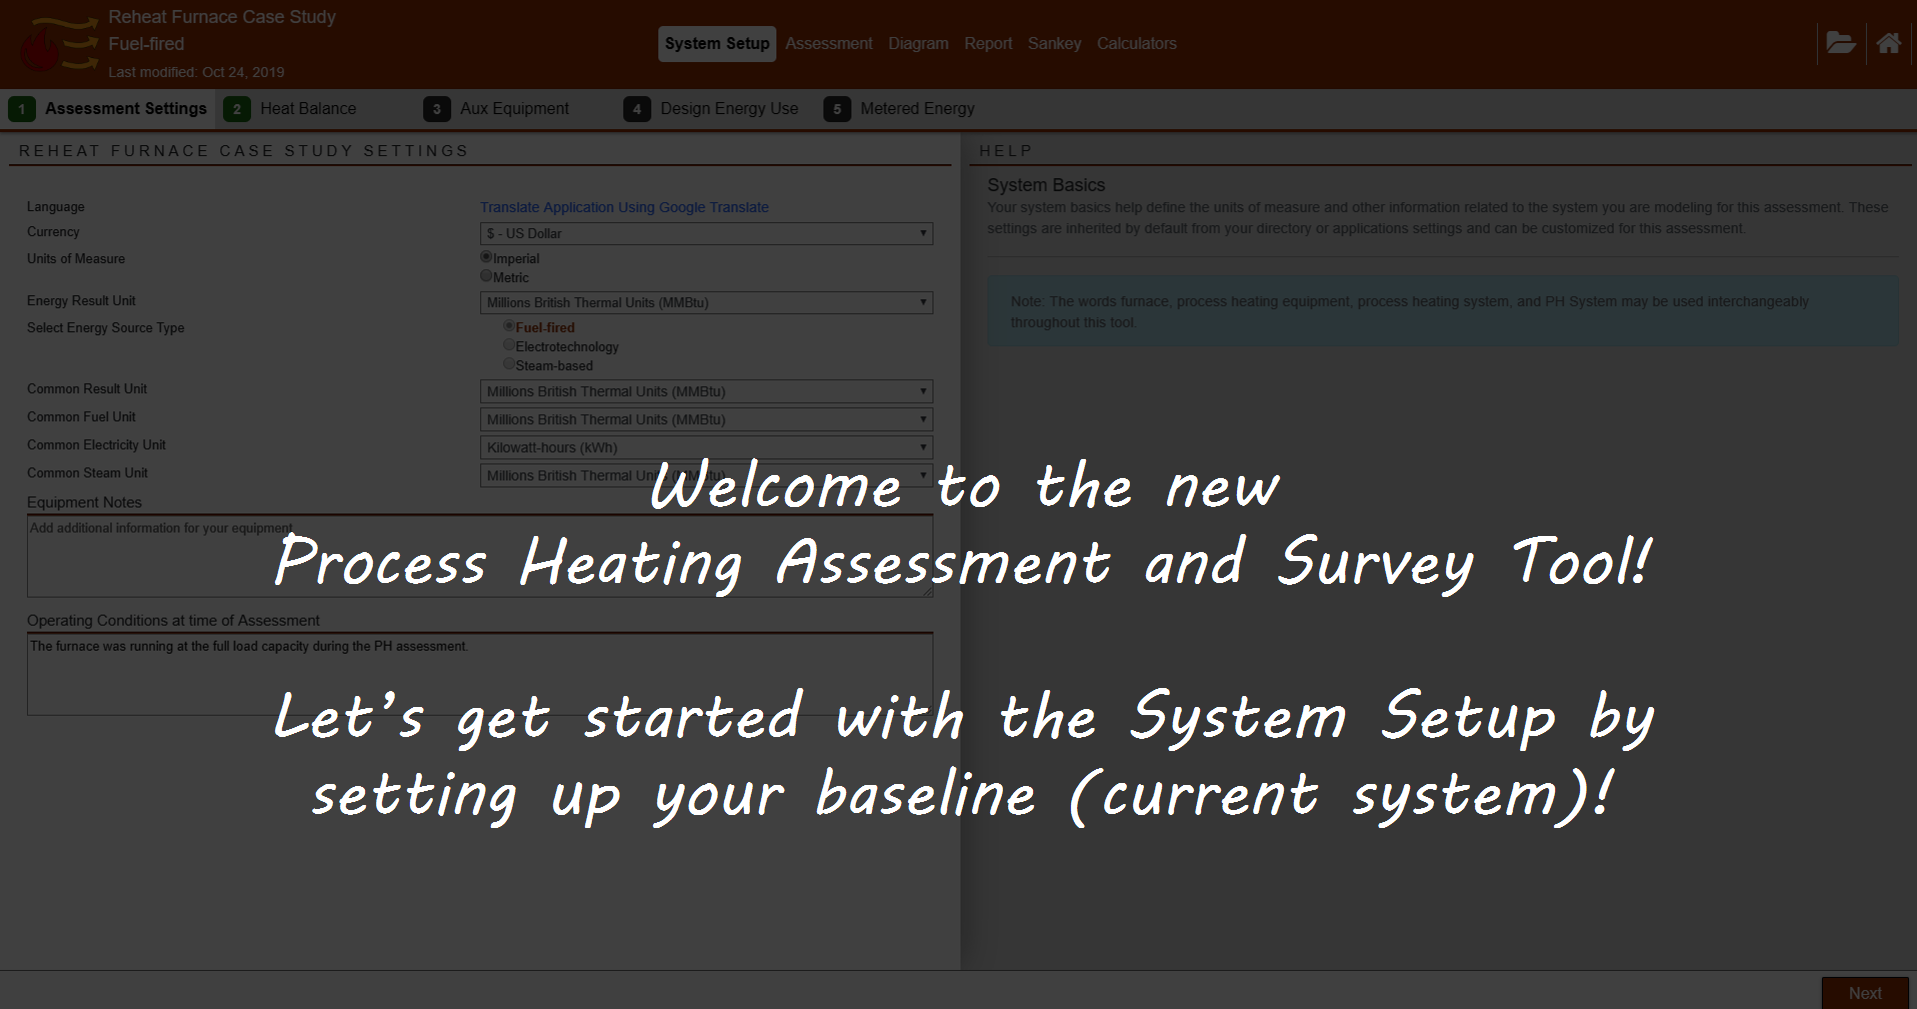 Reheat Furnace Case Study
Fuel-fired
Last modified: Oct 24, 2019
System Setup Assessment Diagram Report Sankey Calculators
1 Assessment Settings 2 Heat Balance 3 Aux Equipment 4 Design Energy Use 5 Metered Energy
REHEAT FURNACE CASE STUDY SETTINGS
Language Translate Application Using Google Translate
Currency $ - US Dollar
Units of Measure Imperial
Metric
Energy Result Unit Millions British Thermal Units (MMBtu)
Select Energy Source Type Fuel-fired
Electrotechnology
Steam-based
Common Result Unit Millions British Thermal Units (MMBtu)
Common Fuel Unit Millions British Thermal Units (MMBtu)
Common Electricity Unit Kilowatt-hours (kWh)
Common Steam Unit Millions British Thermal Units (MMBtu)
Equipment Notes
Add additional information for your equipment.
Operating Conditions at time of Assessment
The furnace was running at the full load capacity during the PH assessment.
HELP
System Basics
Your system basics help define the units of measure and other information related to the system you are modeling for this assessment. These
settings are inherited by default from your directory or applications settings and can be customized for this assessment.
Note: The words furnace, process heating equipment, process heating system, and PH System may be used interchangeably
throughout this tool.
Welcome to the new
Process Heating Assessment and Survey Tool!
Let's get started with the System Setup by
setting up your baseline (current system)!
Next